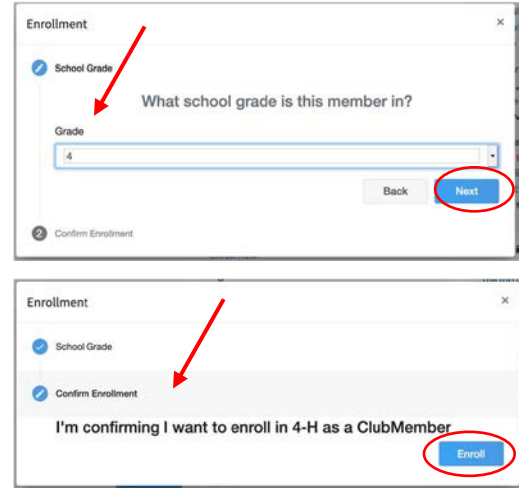 Enrollment ×
School Grade
What school grade is this member in?
Grade
4
Back Next
2 Confirm Enrollment
Enrollment ×
School Grade
Confirm Enrollment
I'm confirming I want to enroll in 4-H as a ClubMember
Enroll